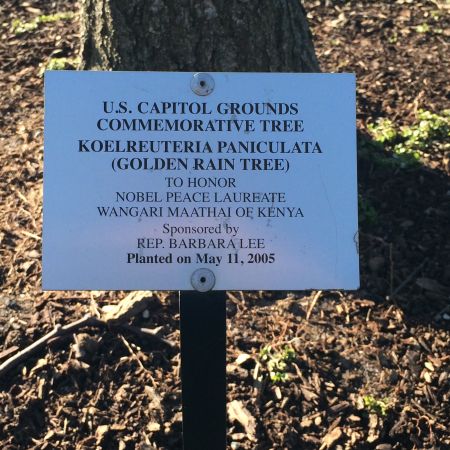 U.S. CAPITOL GROUNDS
COMMEMORATIVE TREE
KOELREUTERIA PANICULATA
(GOLDEN RAIN TREE)
TO HONOR
NOBEL PEACE LAUREATE
WANGARI MAATHAI OF KENYA
Sponsored by
REP. BARBARA LEE
Planted on May 11, 2005